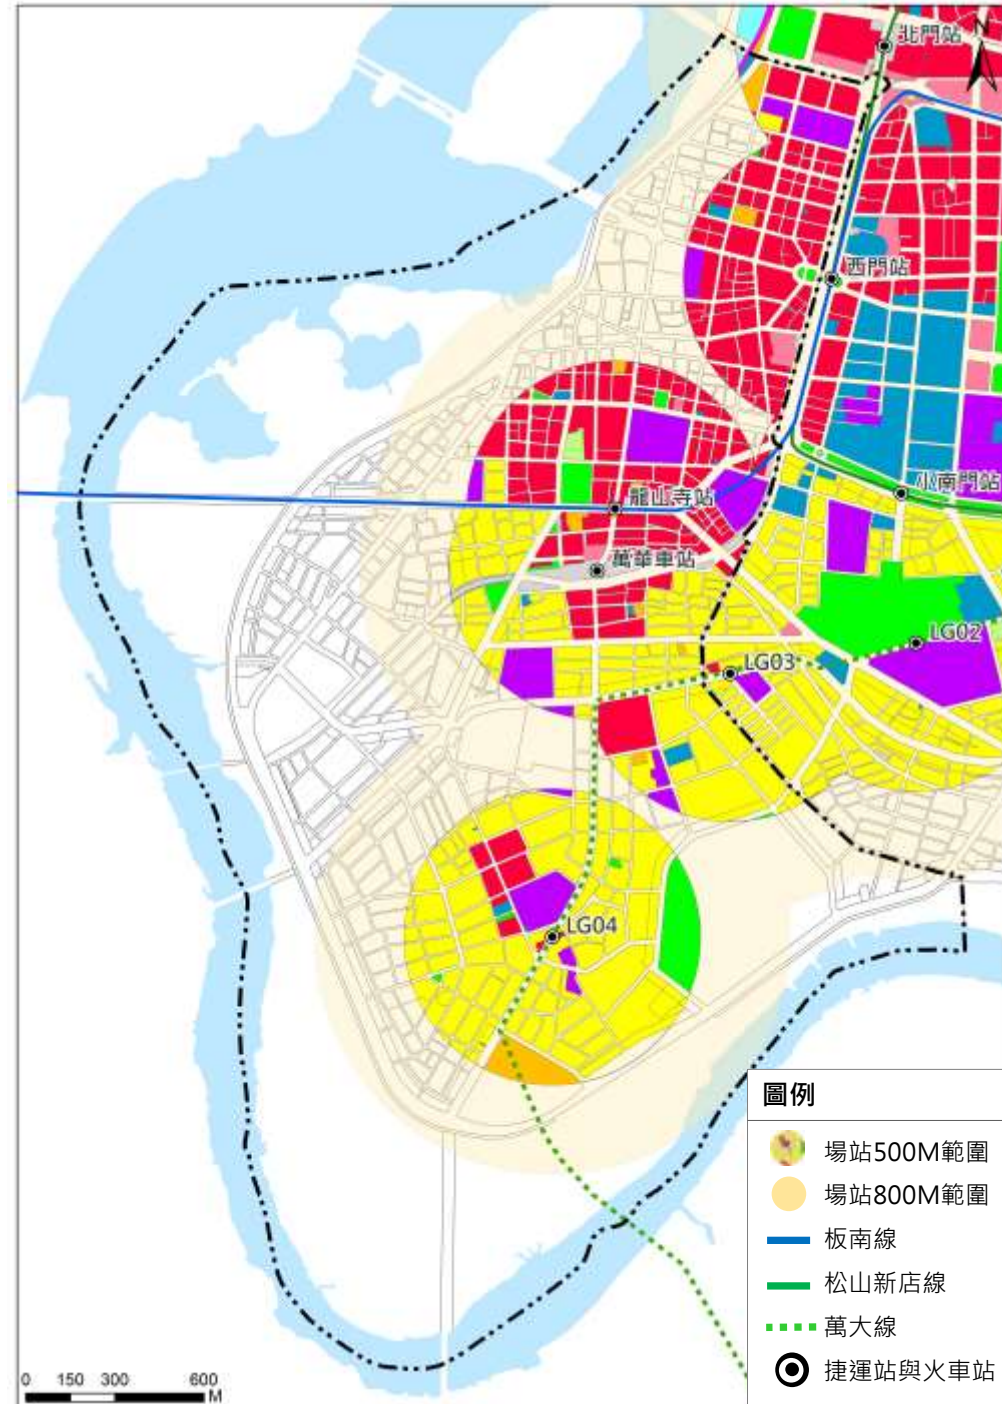 北門站
N
西門站
小南門站
龍山寺站
萬華車站
LG02
LG03
LG04
圖例
場站500M範圍
場站800M範圍
板南線
松山新店線
萬大線
捷運站與火車站
0 150 300 600
M